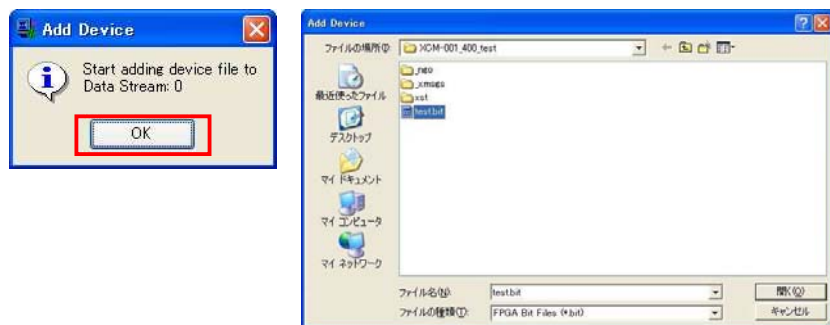 Add Device
Start adding device file to
Data Stream: 0
OK
Add Device
ファイルの場所(I):
XCM-001_400_test
_ngo
_xmsgs
xst
test.bit
最近使ったファイル
デスクトップ
マイ ドキュメント
マイ コンピュータ
マイ ネットワーク
ファイル名(N):
test.bit
開く(O)
ファイルの種類(T):
FPGA Bit Files (*.bit)
キャンセル